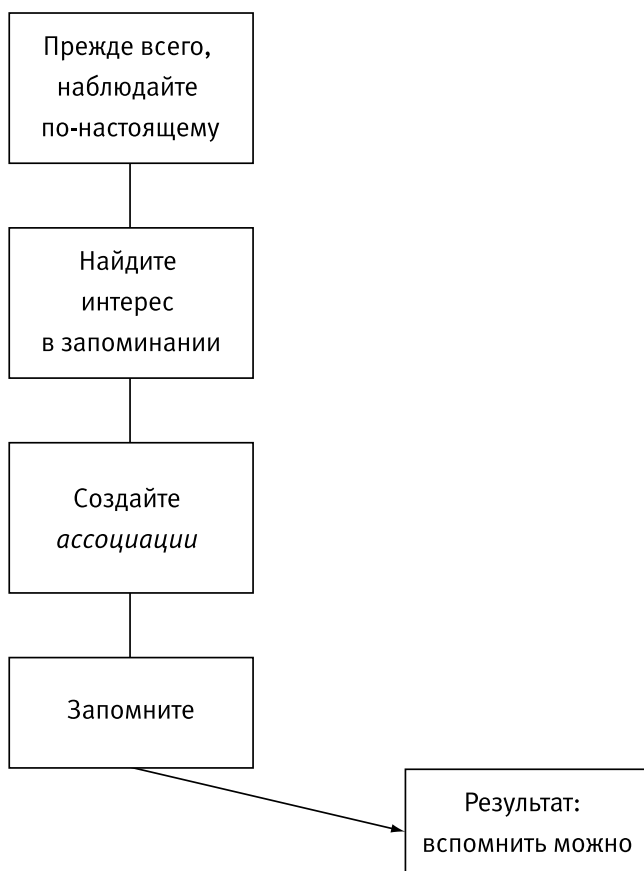 Прежде всего,
наблюдайте
по-настоящему
Найдите
интерес
в запоминании
Создайте
ассоциации
Запомните
Результат:
вспомнить можно